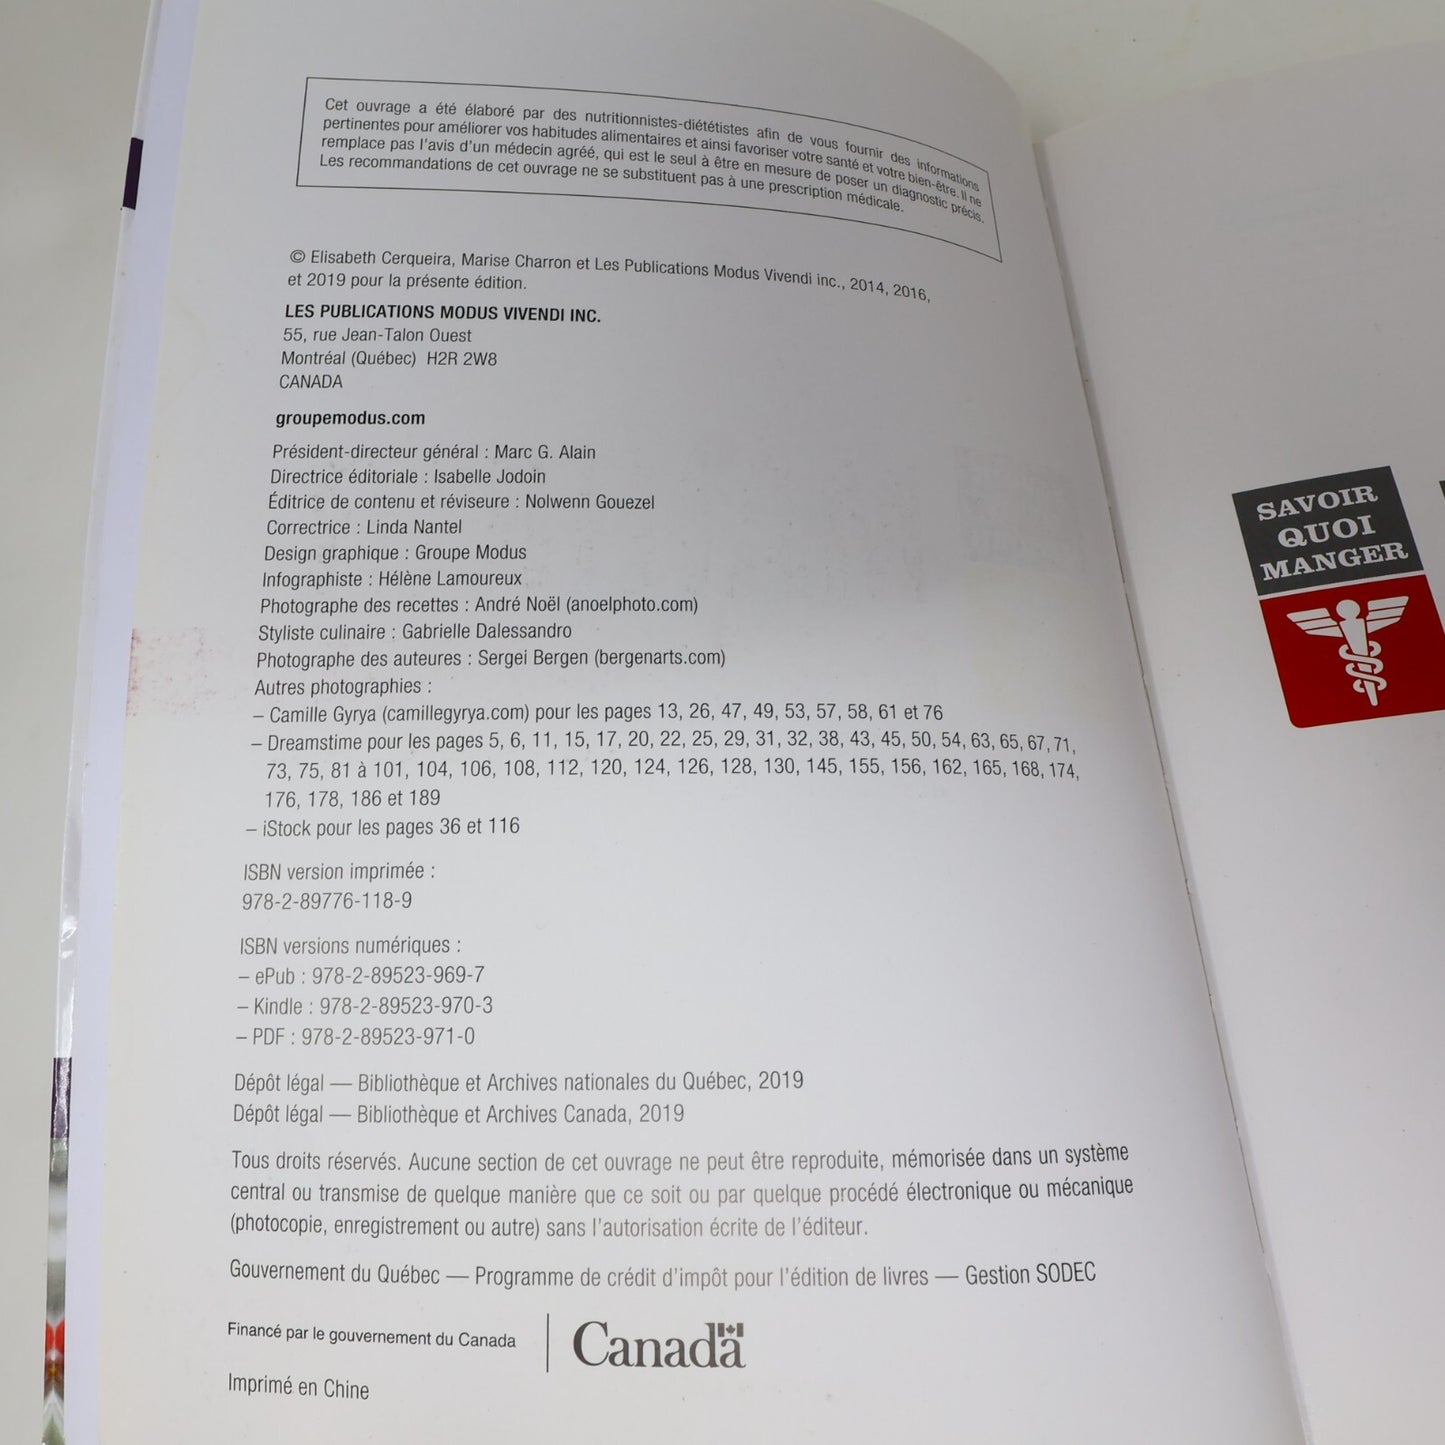 Cet ouvrage a été élaboré par des nutritionnistes-diététistes afin de vous fournir des informations
pertinentes pour améliorer vos habitudes alimentaires et ainsi favoriser votre santé et votre bien-être. Il ne
remplace pas l'avis d'un médecin agréé, qui est le seul à être en mesure de poser un diagnostic précis.
Les recommandations de cet ouvrage ne se substituent pas à une prescription médicale.
© Elisabeth Cerqueira, Marise Charron et Les Publications Modus Vivendi inc., 2014, 2016,
et 2019 pour la présente édition.
LES PUBLICATIONS MODUS VIVENDI INC.
55, rue Jean-Talon Ouest
Montréal (Québec) H2R 2W8
CANADA
groupemodus.com
Président-directeur général : Marc G. Alain
Directrice éditoriale : Isabelle Jodoin
Éditrice de contenu et réviseure : Nolwenn Gouezel
Correctrice : Linda Nantel
Design graphique : Groupe Modus
Infographiste : Hélène Lamoureux
Photographe des recettes : André Noël (anoelphoto.com)
Styliste culinaire : Gabrielle Dalessandro
Photographe des auteures : Sergei Bergen (bergenarts.com)
Autres photographies :
– Camille Gyrya (camillegyrya.com) pour les pages 13, 26, 47, 49, 53, 57, 58, 61 et 76
– Dreamstime pour les pages 5, 6, 11, 15, 17, 20, 22, 25, 29, 31, 32, 38, 43, 45, 50, 54, 63, 65, 67, 71,
73, 75, 81 à 101, 104, 106, 108, 112, 120, 124, 126, 128, 130, 145, 155, 156, 162, 165, 168, 174,
176, 178, 186 et 189
– iStock pour les pages 36 et 116
ISBN version imprimée :
978-2-89776-118-9
ISBN versions numériques :
– ePub : 978-2-89523-969-7
– Kindle : 978-2-89523-970-3
– PDF : 978-2-89523-971-0
Dépôt légal — Bibliothèque et Archives nationales du Québec, 2019
Dépôt légal — Bibliothèque et Archives Canada, 2019
Tous droits réservés. Aucune section de cet ouvrage ne peut être reproduite, mémorisée dans un système
central ou transmise de quelque manière que ce soit ou par quelque procédé électronique ou mécanique
(photocopie, enregistrement ou autre) sans l'autorisation écrite de l'éditeur.
Gouvernement du Québec — Programme de crédit d'impôt pour l'édition de livres — Gestion SODEC
Financé par le gouvernement du Canada
Canada
Imprimé en Chine
SAVOIR
QUOI
MANGER